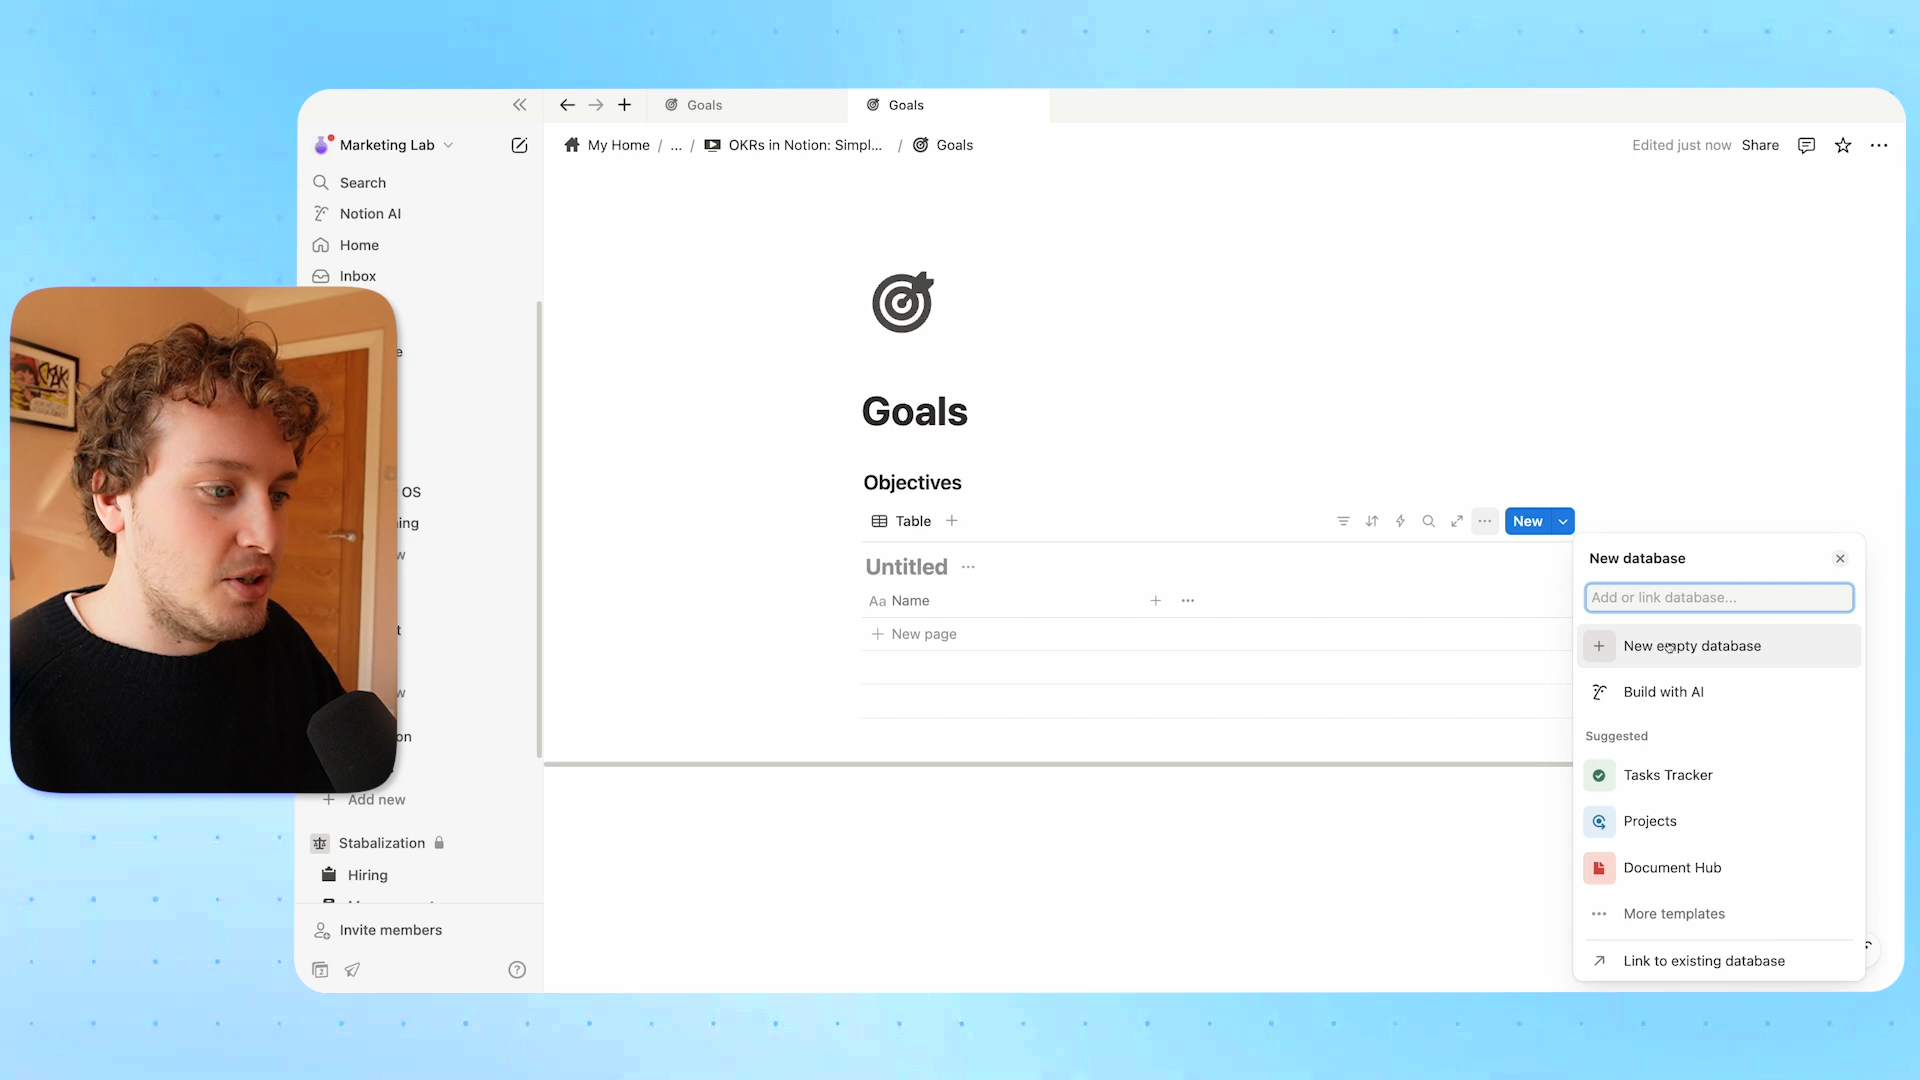 Goals
Goals
Marketing Lab
My Home / ... / OKRs in Notion: Simpl... / Goals
Edited just now Share
Search
Notion AI
Home
Inbox
e
OS
ing
w
t
w
on
Add new
Stabalization
Hiring
Invite members
Goals
Objectives
Table
New
Untitled
Aa Name
New page
New database
Add or link database...
New empty database
Build with AI
Suggested
Tasks Tracker
Projects
Document Hub
More templates
Link to existing database